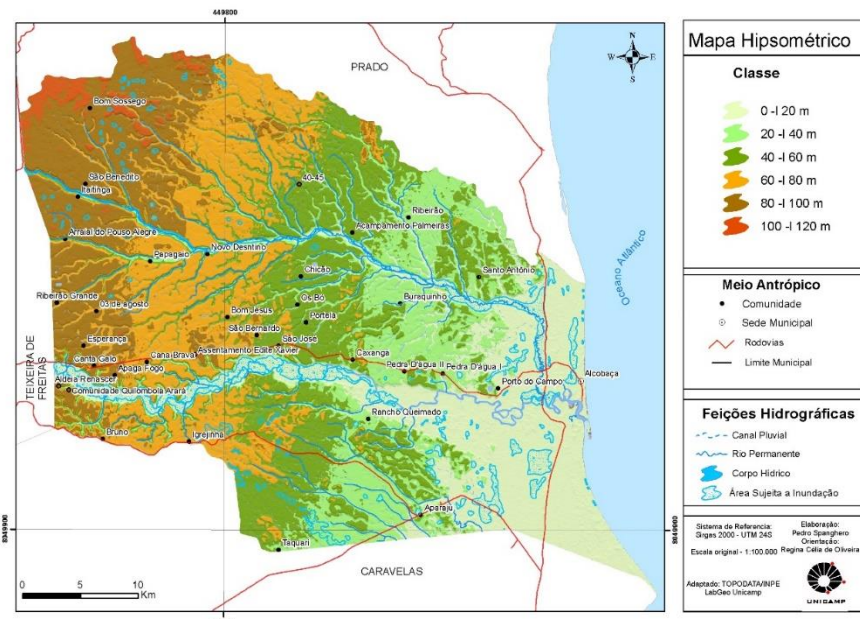 449800
PRADO
N
W E
S
Bom Sossego
São Benedito
Itaitinga
40-45
Ribeirão
Arraial do Pouso Alegre
Acampamento Palmeiras
Novo Destino
Papagaio
Chicão
Santo Antônio
Oceano Atlântico
Ribeirão Grande
03 de agosto
Os Bó
Buraquinho
Bom Jesus
Portela
São Bernardo
Esperança
São José
Assentamento Edite Xavier
Cana Brava
Caxangá
Canta Galo
Apaga Fogo
Pedra D'água II
Pedra D'água I
TEIXEIRA DE
FREITAS
Aldeia Renascer
Comunidade Quilombola Arara
Porto do Campo
Alcobaça
Rancho Queimado
Bruno
Igrejinha
Aparaju
Taquari
CARAVELAS
0 5 10
Km
449800
Mapa Hipsométrico
Classe
0 -I 20 m
20 -I 40 m
40 -I 60 m
60 -I 80 m
80 -I 100 m
100 -I 120 m
Meio Antrópico
Comunidade
Sede Municipal
Rodovias
Limite Municipal
Feições Hidrográficas
Canal Pluvial
Rio Permanente
Corpo Hídrico
Área Sujeita a Inundação
Sistema de Referencia:
Sirgas 2000 - UTM 24S
Escala original - 1:100.000
Adaptado: TOPODATA/INPE
LabGeo Unicamp
Elaboração:
Pedro Spanghero
Orientação:
Regina Célia de Oliveira
UNICAMP